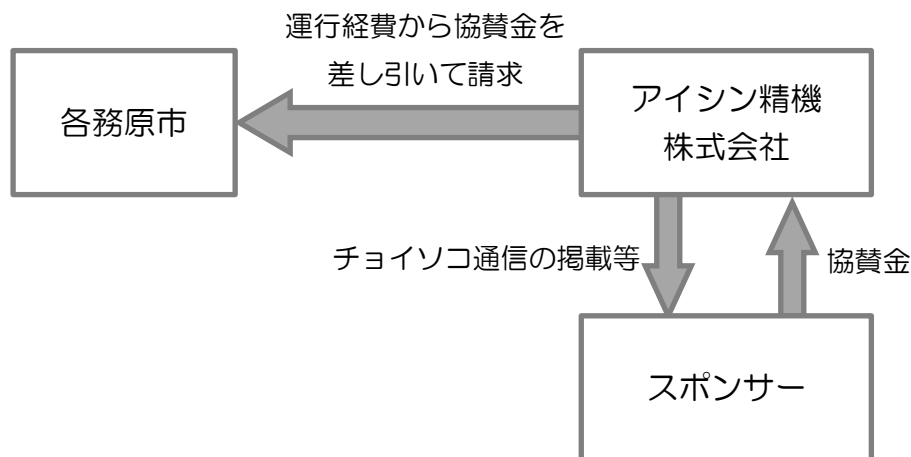 運行経費から協賛金を
差し引いて請求
各務原市
アイシン精機
株式会社
チョイソコ通信の掲載等
協賛金
スポンサー